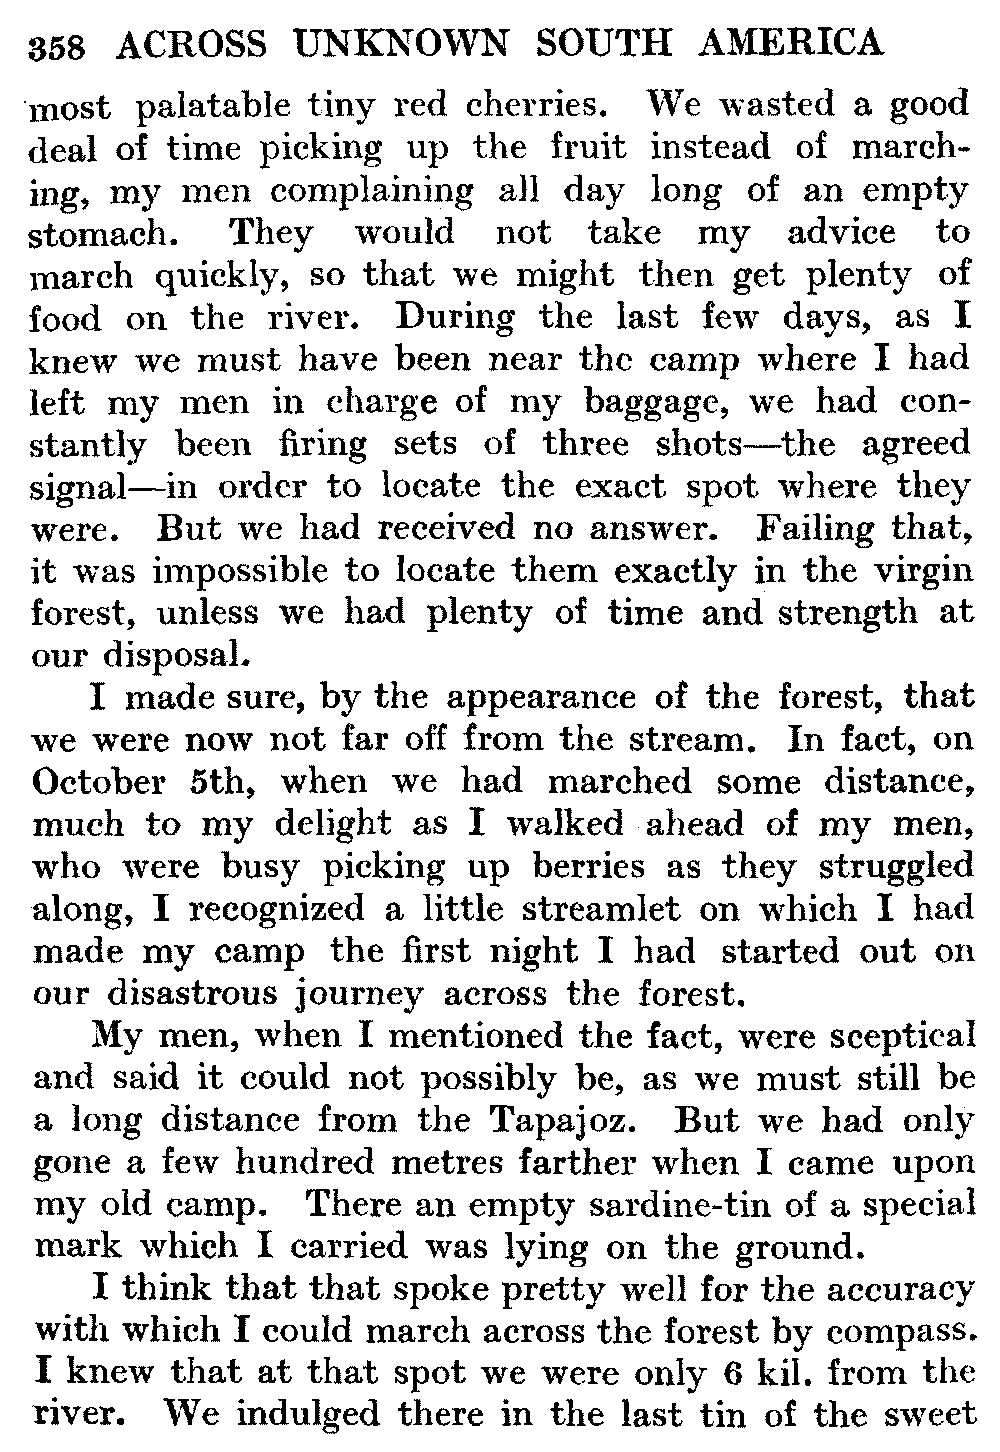 358 ACROSS UNKNOWN SOUTH AMERICA
most palatable tiny red cherries. We wasted a good
deal of time picking up the fruit instead of march-
ing, my men complaining all day long of an empty
stomach. They would not take my advice to
march quickly, so that we might then get plenty of
food on the river. During the last few days, as I
knew we must have been near the camp where I had
left my men in charge of my baggage, we had con-
stantly been firing sets of three shots—the agreed
signal—in order to locate the exact spot where they
were. But we had received no answer. Failing that,
it was impossible to locate them exactly in the virgin
forest, unless we had plenty of time and strength at
our disposal.
I made sure, by the appearance of the forest, that
we were now not far off from the stream. In fact, on
October 5th, when we had marched some distance,
much to my delight as I walked ahead of my men,
who were busy picking up berries as they struggled
along, I recognized a little streamlet on which I had
made my camp the first night I had started out on
our disastrous journey across the forest.
My men, when I mentioned the fact, were sceptical
and said it could not possibly be, as we must still be
a long distance from the Tapajoz. But we had only
gone a few hundred metres farther when I came upon
my old camp. There an empty sardine-tin of a special
mark which I carried was lying on the ground.
I think that that spoke pretty well for the accuracy
with which I could march across the forest by compass.
I knew that at that spot we were only 6 kil. from the
river. We indulged there in the last tin of the sweet